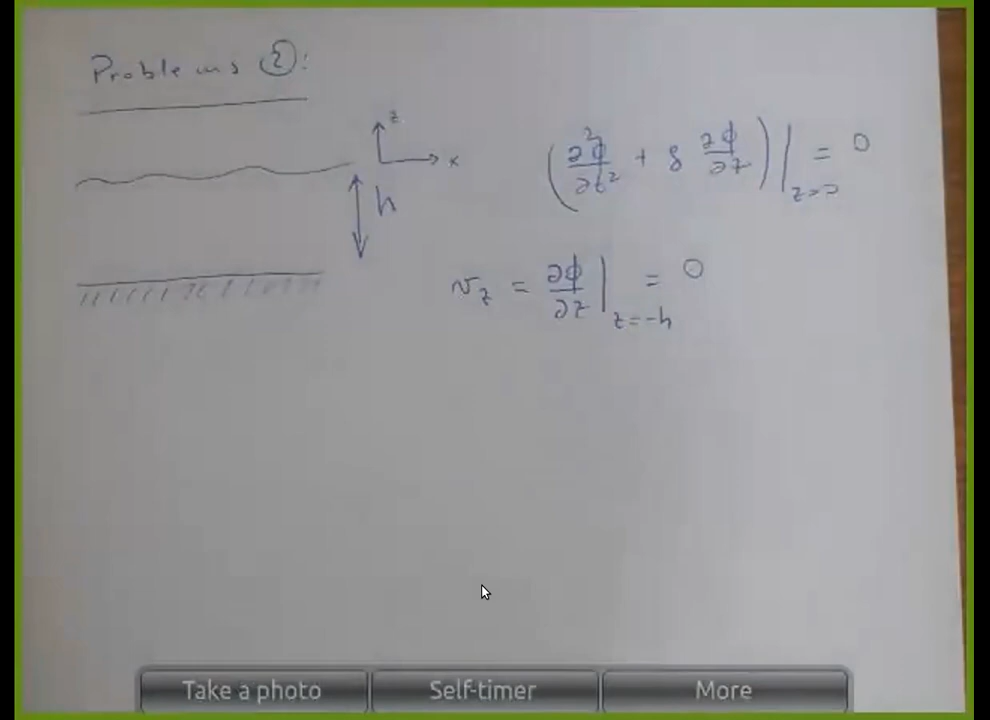 Problems ②:
z
x
h
(∂²ϕ/∂t² + g ∂ϕ/∂z)|z=0 = 0
v_z = ∂ϕ/∂z|z=-h = 0
Take a photo Self-timer More